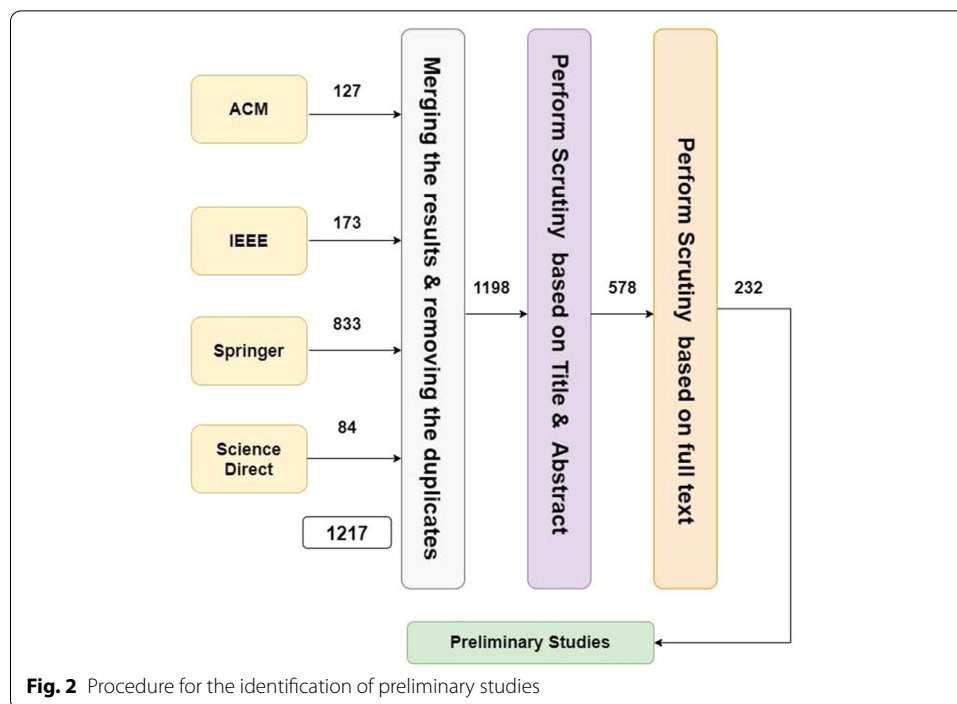 ACM
127
IEEE
173
Springer
833
Science
Direct
84
1217
Merging the results & removing the duplicates
1198
Perform Scrutiny based on Title & Abstract
578
Perform Scrutiny based on full text
232
Preliminary Studies
Fig. 2 Procedure for the identification of preliminary studies